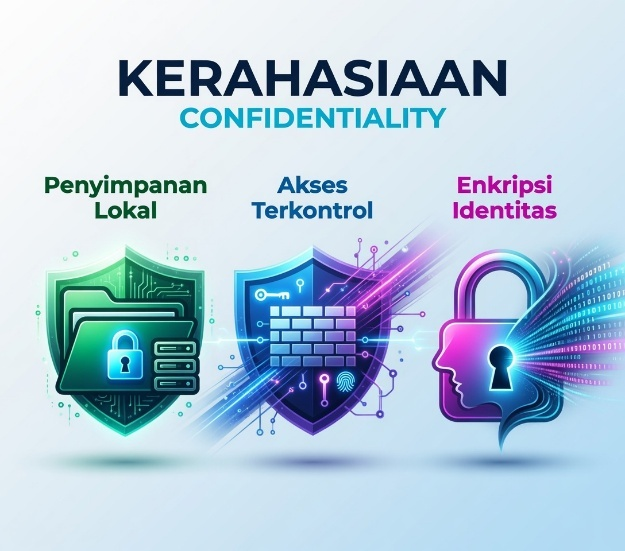 KERAHASIAAN
CONFIDENTIALITY
Penyimpanan
Lokal
Akses
Terkontrol
Enkripsi
Identitas